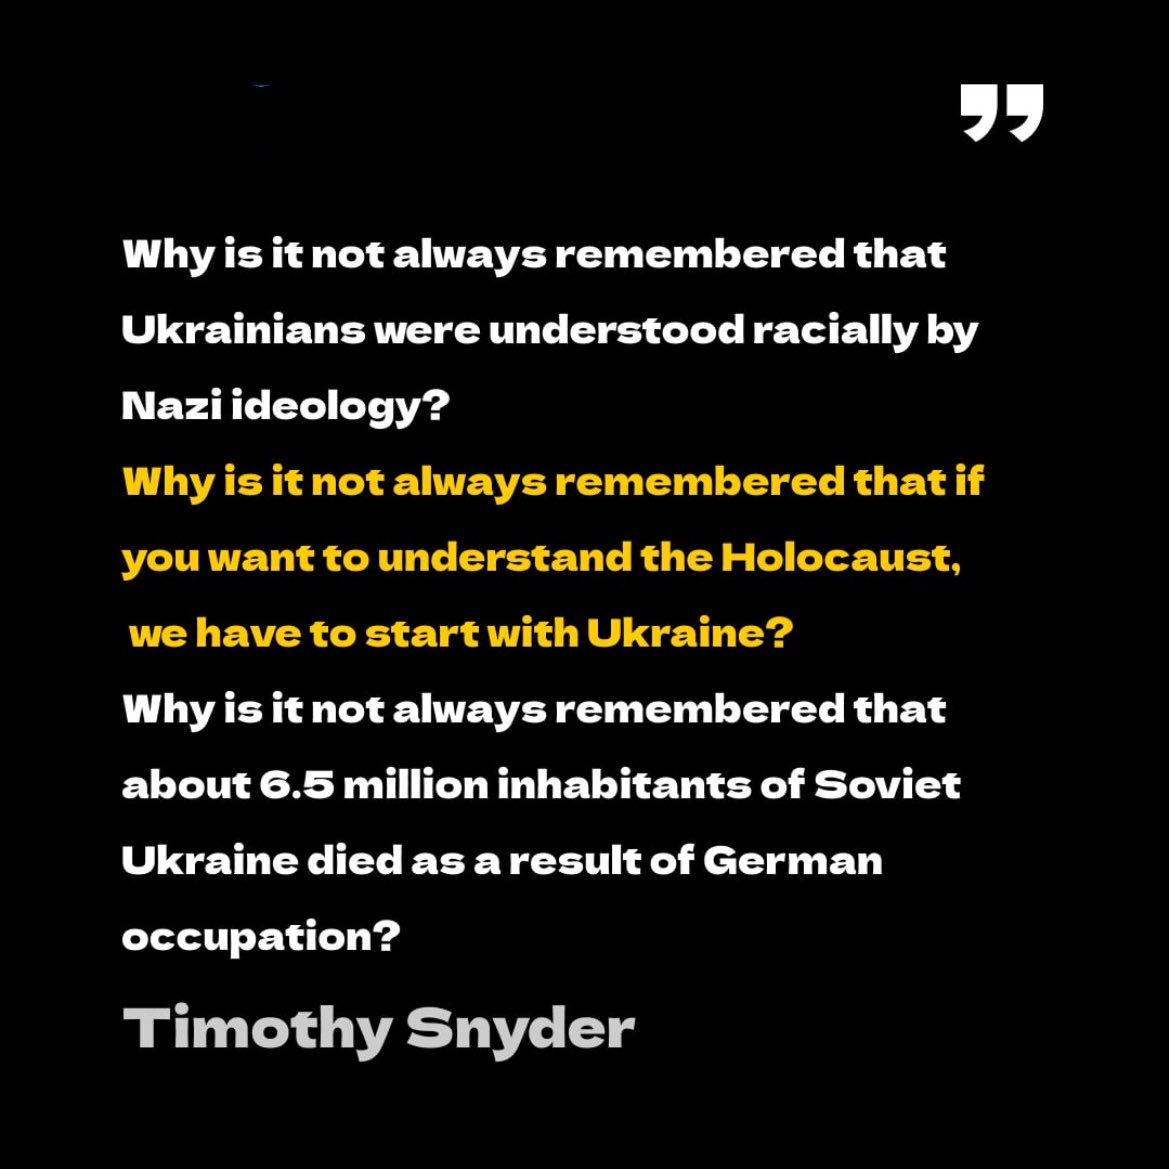 ”
Why is it not always remembered that
Ukrainians were understood racially by
Nazi ideology?
Why is it not always remembered that if
you want to understand the Holocaust,
we have to start with Ukraine?
Why is it not always remembered that
about 6.5 million inhabitants of Soviet
Ukraine died as a result of German
occupation?
Timothy Snyder